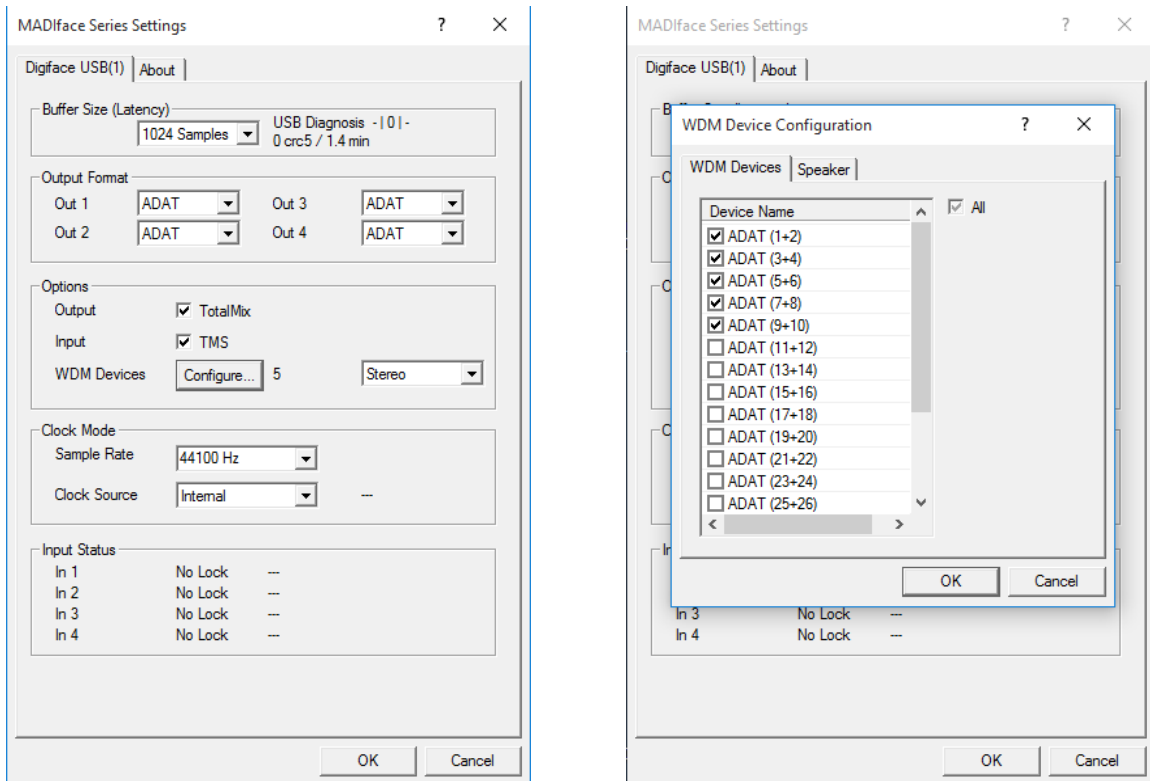 MADIface Series Settings ? ×
Digiface USB(1) About
Buffer Size (Latency)
1024 Samples USB Diagnosis - | 0 | -
0 crc5 / 1.4 min
Output Format
Out 1 ADAT Out 3 ADAT
Out 2 ADAT Out 4 ADAT
Options
Output TotalMix
Input TMS
WDM Devices Configure... 5 Stereo
Clock Mode
Sample Rate 44100 Hz
Clock Source Internal ---
Input Status
In 1 No Lock ---
In 2 No Lock ---
In 3 No Lock ---
In 4 No Lock ---
OK Cancel
MADIface Series Settings ? ×
Digiface USB(1) About
WDM Device Configuration ? ×
WDM Devices Speaker
Device Name All
ADAT (1+2)
ADAT (3+4)
ADAT (5+6)
ADAT (7+8)
ADAT (9+10)
ADAT (11+12)
ADAT (13+14)
ADAT (15+16)
ADAT (17+18)
ADAT (19+20)
ADAT (21+22)
ADAT (23+24)
ADAT (25+26)
OK Cancel
In 3 No Lock ---
In 4 No Lock ---
OK Cancel